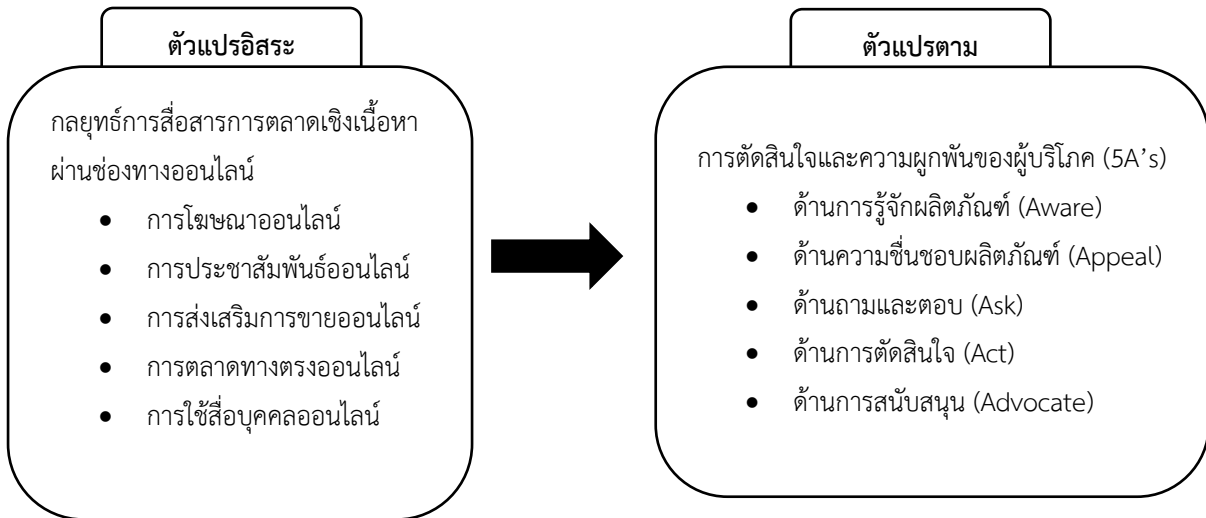 ตัวแปรอิสระ
กลยุทธ์การสื่อสารการตลาดเชิงเนื้อหา
ผ่านช่องทางออนไลน์
• การโฆษณาออนไลน์
• การประชาสัมพันธ์ออนไลน์
• การส่งเสริมการขายออนไลน์
• การตลาดทางตรงออนไลน์
• การใช้สื่อบุคคลออนไลน์
ตัวแปรตาม
การตัดสินใจและความผูกพันของผู้บริโภค (5A’s)
• ด้านการรู้จักผลิตภัณฑ์ (Aware)
• ด้านความชื่นชอบผลิตภัณฑ์ (Appeal)
• ด้านถามและตอบ (Ask)
• ด้านการตัดสินใจ (Act)
• ด้านการสนับสนุน (Advocate)